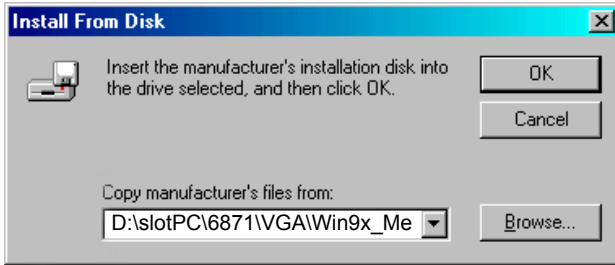 Install From Disk
Insert the manufacturer's installation disk into
the drive selected, and then click OK.
OK
Cancel
Copy manufacturer's files from:
D:\slotPC\6871\VGA\Win9x_Me
Browse...